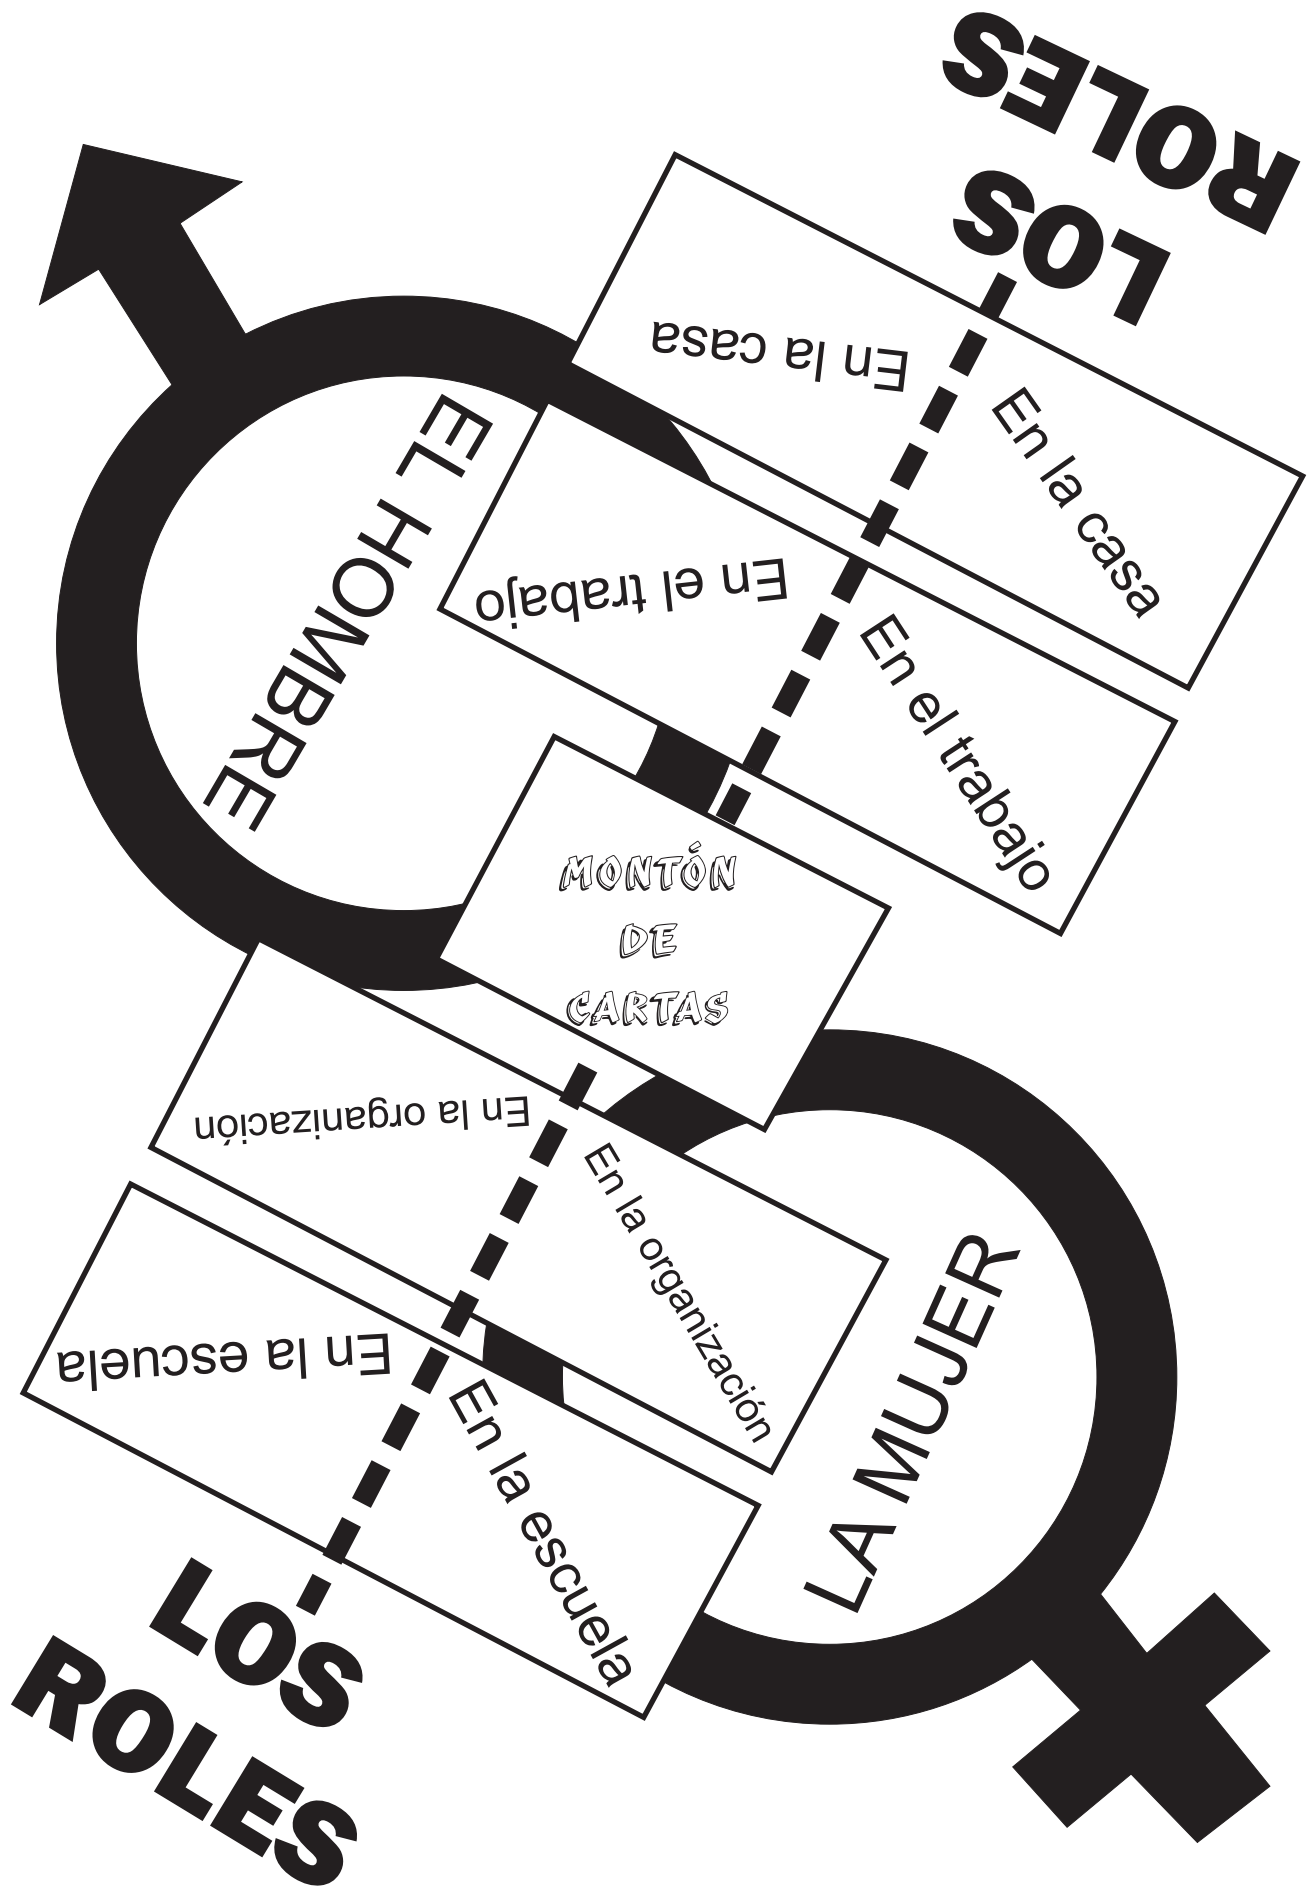 LOS
ROLES
EL HOMBRE
En la casa
En la casa
En el trabajo
En el trabajo
MONTÓN
DE
CARTAS
En la organización
En la organización
En la escuela
En la escuela
LA MUJER
LOS
ROLES